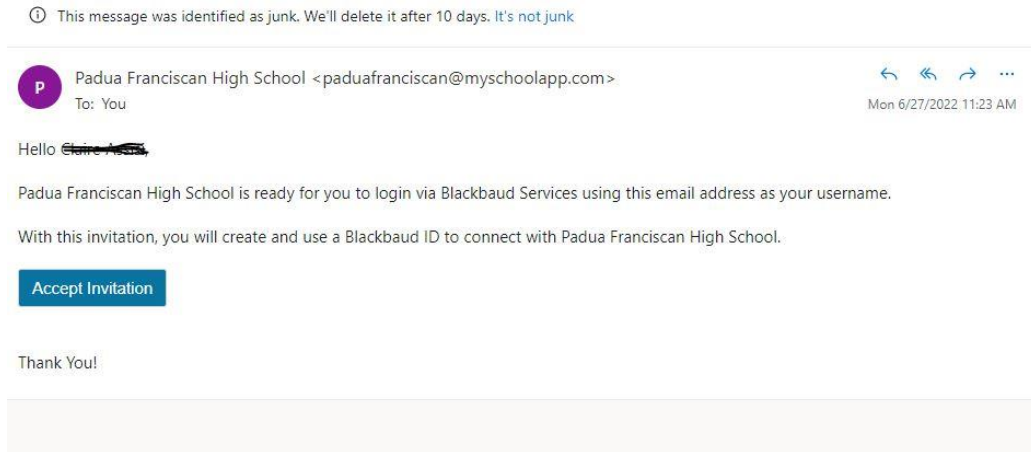 This message was identified as junk. We'll delete it after 10 days. It's not junk
P
Padua Franciscan High School <paduafranciscan@myschoolapp.com>
To: You
Mon 6/27/2022 11:23 AM
Hello
Padua Franciscan High School is ready for you to login via Blackbaud Services using this email address as your username.
With this invitation, you will create and use a Blackbaud ID to connect with Padua Franciscan High School.
Accept Invitation
Thank You!